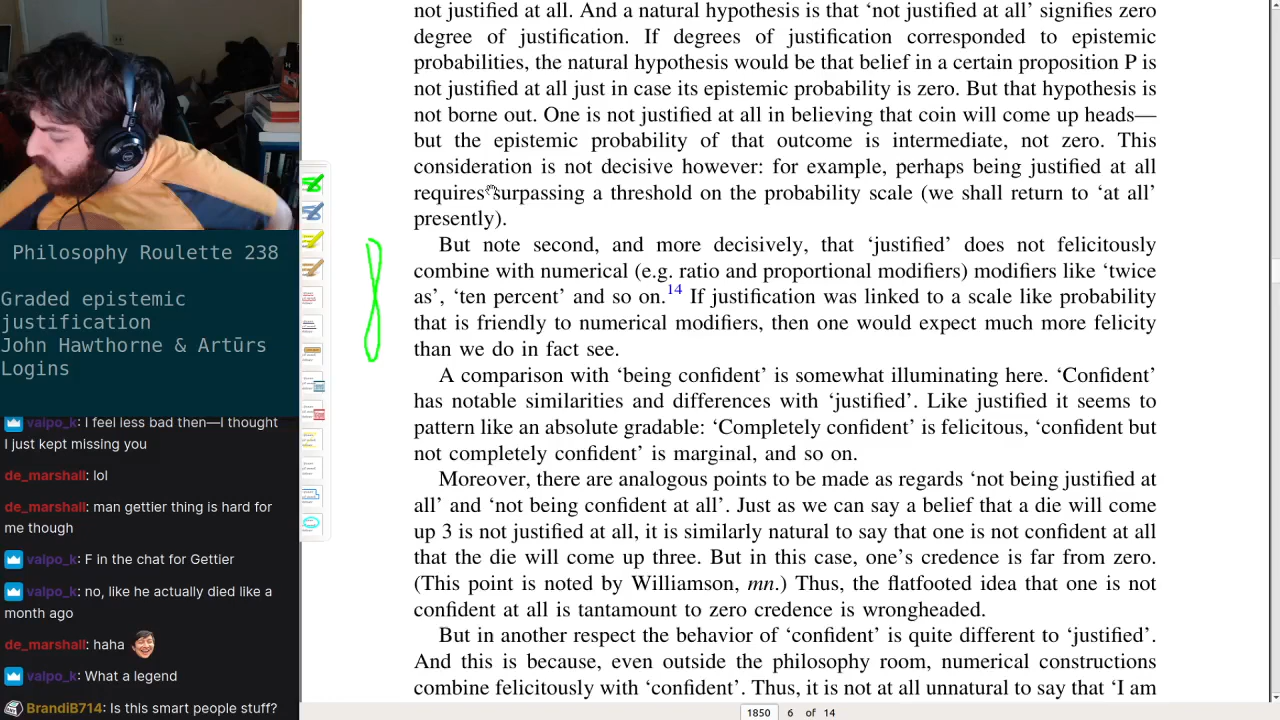 not justified at all. And a natural hypothesis is that ‘not justified at all’ signifies zero
degree of justification. If degrees of justification corresponded to epistemic
probabilities, the natural hypothesis would be that belief in a certain proposition P is
not justified at all just in case its epistemic probability is zero. But that hypothesis is
not borne out. One is not justified at all in believing that coin will come up heads—
but the epistemic probability of that outcome is intermediate, not zero. This
consideration is not decisive however: for example, perhaps being justified at all
requires surpassing a threshold on the probability scale (we shall return to ‘at all’
presently).
But note second, and more decisively, that ‘justified’ does not felicitously
combine with numerical (e.g. ratio and proportional modifiers) modifiers like ‘twice
as’, ‘ten percent’ and so on.14 If justification was linked to a scale like probability
that is friendly to numerical modifiers, then we would expect a lot more felicity
than we do in fact see.
A comparison with ‘being confident’ is somewhat illuminating here. ‘Confident’
has notable similarities and differences with ‘justified’. Like justified it seems to
pattern like an absolute gradable: ‘Completely confident’ is felicitous, ‘confident but
not completely confident’ is marginal, and so on.
Moreover, there are analogous points to be made as regards ‘not being justified at
all’ and ‘not being confident at all’. Just as we can say a belief that a die will come
up 3 is not justified at all, it is similarly natural to say that one is not confident at all
that the die will come up three. But in this case, one’s credence is far from zero.
(This point is noted by Williamson, mn.) Thus, the flatfooted idea that one is not
confident at all is tantamount to zero credence is wrongheaded.
But in another respect the behavior of ‘confident’ is quite different to ‘justified’.
And this is because, even outside the philosophy room, numerical constructions
combine felicitously with ‘confident’. Thus, it is not at all unnatural to say that ‘I am
1850 6 of 14
Philosophy Roulette 238
Graded epistemic
justification
John Hawthorne & Artūrs
Logins
valpo_k: I feel less bad then—I thought
I just kept missing you
de_marshall: lol
de_marshall: man gettier thing is hard for
me though
valpo_k: F in the chat for Gettier
valpo_k: no, like he actually died like a
month ago
de_marshall: haha
valpo_k: What a legend
BrandiB714: Is this smart people stuff?